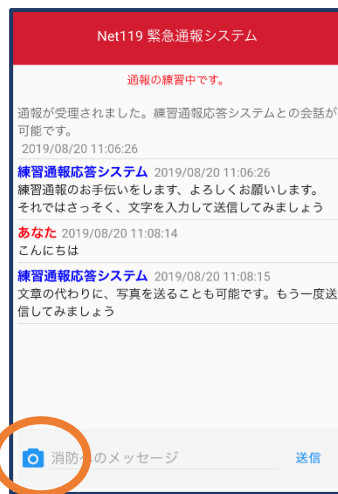 Net119 緊急通報システム
通報の練習中です。
通報が受理されました。練習通報応答システムとの会話が
可能です。
2019/08/20 11:06:26
練習通報応答システム 2019/08/20 11:06:26
練習通報のお手伝いをします、よろしくお願いします。
それではさっそく、文字を入力して送信してみましょう
あなた 2019/08/20 11:08:14
こんにちは
練習通報応答システム 2019/08/20 11:08:15
文章の代わりに、写真を送ることも可能です。もう一度送
信してみましょう
消防へのメッセージ 送信